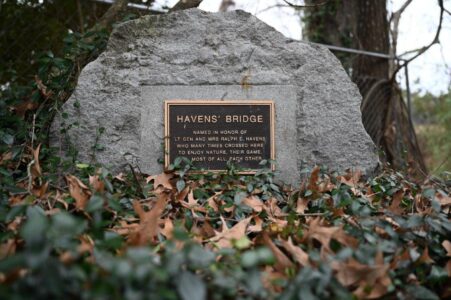 HAVENS' BRIDGE
NAMED IN HONOR OF
LT GEN AND MRS RALPH E. HAVENS
WHO MANY TIMES CROSSED HERE
TO ENJOY NATURE, THEIR GAME,
MOST OF ALL EACH OTHER